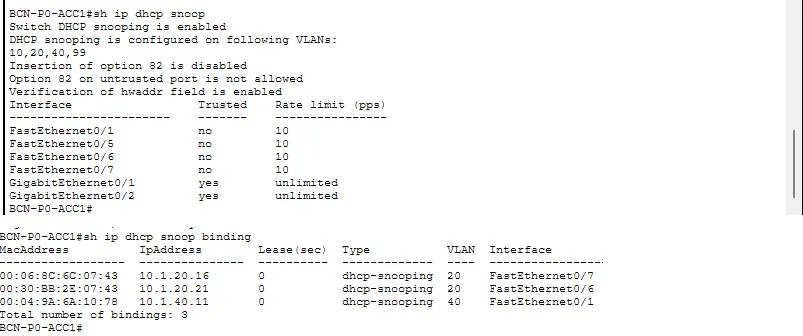 BCN-P0-ACC1#sh ip dhcp snoop
Switch DHCP snooping is enabled
DHCP snooping is configured on following VLANs:
10,20,40,99
Insertion of option 82 is disabled
Option 82 on untrusted port is not allowed
Verification of hwaddr field is enabled
Interface Trusted Rate limit (pps)
----------------------- ------- ----------------
FastEthernet0/1 no 10
FastEthernet0/5 no 10
FastEthernet0/6 no 10
FastEthernet0/7 no 10
GigabitEthernet0/1 yes unlimited
GigabitEthernet0/2 yes unlimited
BCN-P0-ACC1#
BCN-P0-ACC1#sh ip dhcp snoop binding
MacAddress IpAddress Lease(sec) Type VLAN Interface
------------------ --------------- ---------- ------------- ---- -----------------
00:06:8C:6C:07:43 10.1.20.16 0 dhcp-snooping 20 FastEthernet0/7
00:30:BB:2E:07:43 10.1.20.21 0 dhcp-snooping 20 FastEthernet0/6
00:04:9A:6A:10:78 10.1.40.11 0 dhcp-snooping 40 FastEthernet0/1
Total number of bindings: 3
BCN-P0-ACC1#